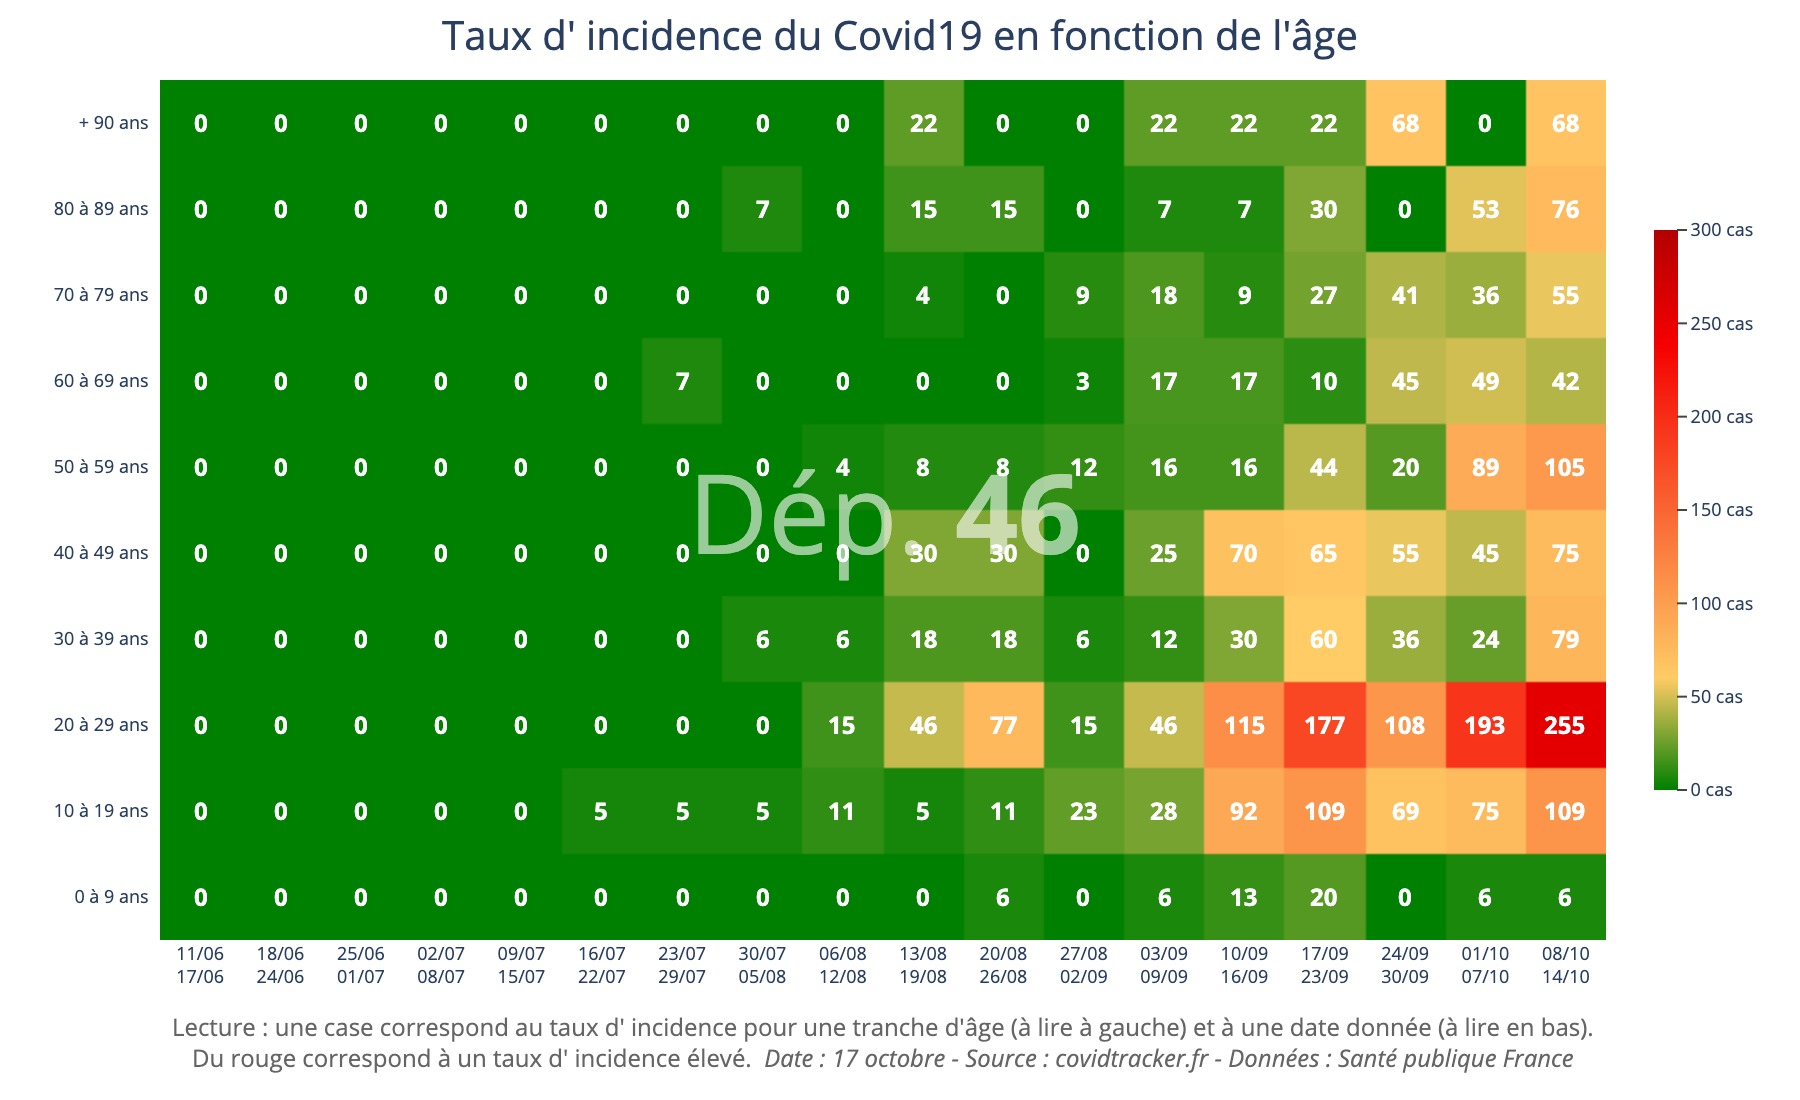 Taux d' incidence du Covid19 en fonction de l'âge
+ 90 ans 0 0 0 0 0 0 0 0 0 22 0 0 22 22 22 68 0 68
80 à 89 ans 0 0 0 0 0 0 0 7 0 15 15 0 7 7 30 0 53 76
70 à 79 ans 0 0 0 0 0 0 0 0 0 4 0 9 18 9 27 41 36 55
60 à 69 ans 0 0 0 0 0 0 7 0 0 0 0 3 17 17 10 45 49 42
50 à 59 ans 0 0 0 0 0 0 0 0 4 8 8 12 16 16 44 20 89 105
Dép. 46
40 à 49 ans 0 0 0 0 0 0 0 0 0 30 30 0 25 70 65 55 45 75
30 à 39 ans 0 0 0 0 0 0 0 6 6 18 18 6 12 30 60 36 24 79
20 à 29 ans 0 0 0 0 0 0 0 0 15 46 77 15 46 115 177 108 193 255
10 à 19 ans 0 0 0 0 0 5 5 5 11 5 11 23 28 92 109 69 75 109
0 à 9 ans 0 0 0 0 0 0 0 0 0 0 6 0 6 13 20 0 6 6
11/06 18/06 25/06 02/07 09/07 16/07 23/07 30/07 06/08 13/08 20/08 27/08 03/09 10/09 17/09 24/09 01/10 08/10
17/06 24/06 01/07 08/07 15/07 22/07 29/07 05/08 12/08 19/08 26/08 02/09 09/09 16/09 23/09 30/09 07/10 14/10
300 cas
250 cas
200 cas
150 cas
100 cas
50 cas
0 cas
Lecture : une case correspond au taux d' incidence pour une tranche d'âge (à lire à gauche) et à une date donnée (à lire en bas).
Du rouge correspond à un taux d' incidence élevé. Date : 17 octobre - Source : covidtracker.fr - Données : Santé publique France